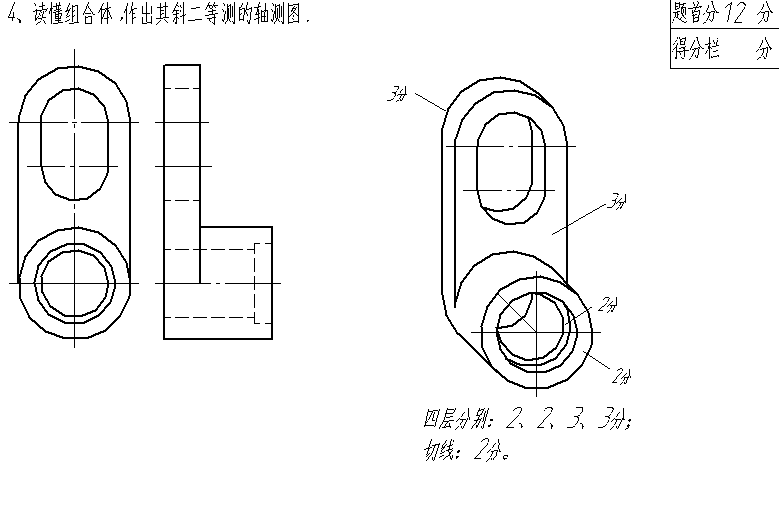 4、读懂组合体,作出其斜二等测的轴测图.
题首分12 分
得分栏 分
3分
3分
2分
2分
四层分别：2、2、3、3分；
切线：2分。